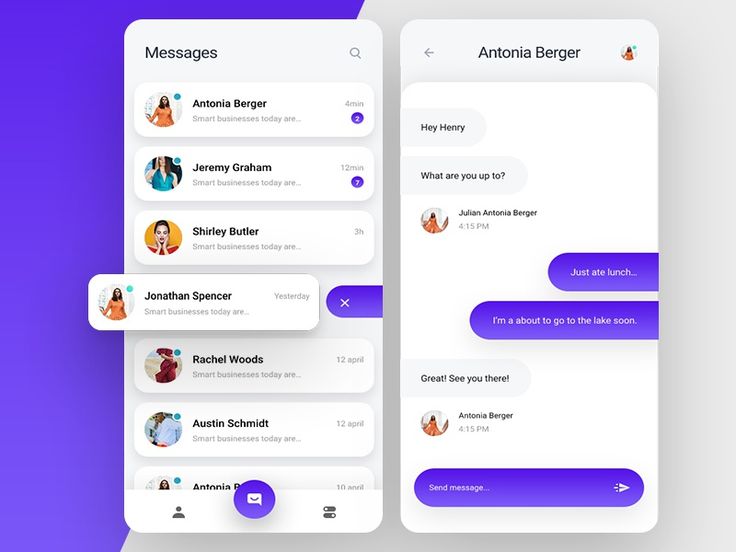 Messages
Antonia Berger
4min
Smart businesses today are..
2
Jeremy Graham
12min
Smart businesses today are…
7
Shirley Butler
3h
Smart businesses today are…
Jonathan Spencer
Yesterday
Smart businesses today are..
Rachel Woods
12 april
Smart businesses today are…
Austin Schmidt
12 april
Smart businesses today are…
Antonia
10 april
Antonia Berger
Hey Henry
What are you up to?
Julian Antonia Berger
4:15 PM
Just ate lunch...
I'm a about to go to the lake soon.
Great! See you there!
Antonia Berger
4:15 PM
Send message...